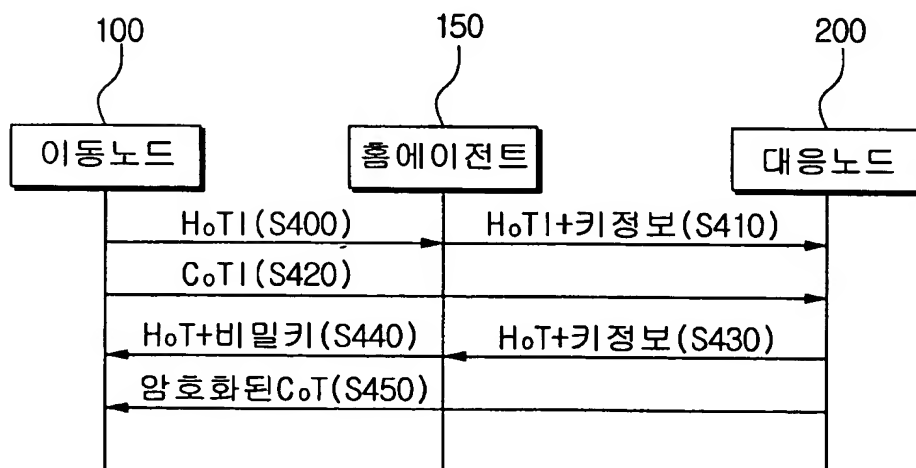 100
150
200
이동노드
홈에이전트
대응노드
HoTI(S400)
HoTI+키정보(S410)
CoTI(S420)
HoT+비밀키(S440)
HoT+키정보(S430)
암호화된CoT(S450)